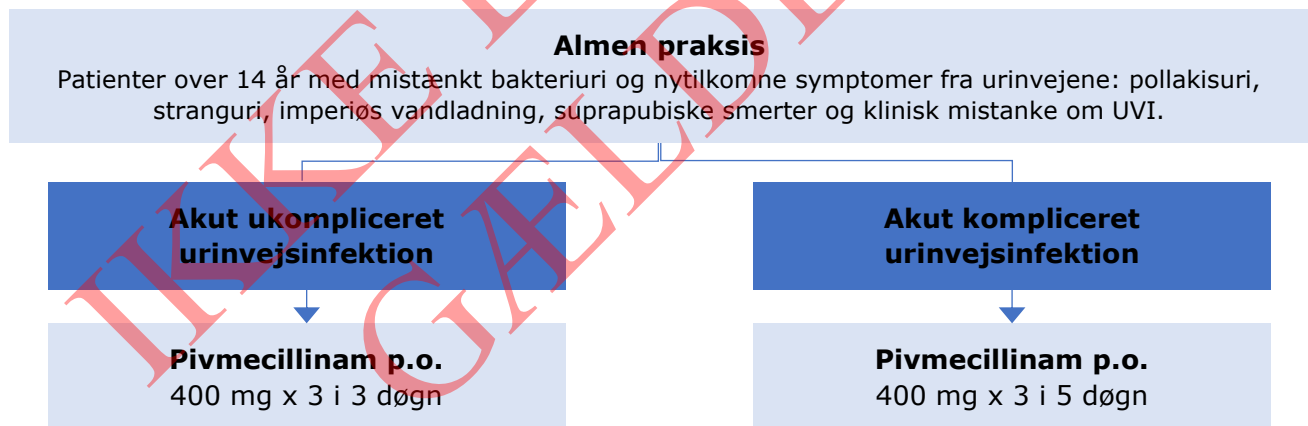 Almen praksis
Patienter over 14 år med mistænkt bakteriuri og nytilkomne symptomer fra urinvejene: pollakisuri,
stranguri, imperiøs vandladning, suprapubiske smerter og klinisk mistanke om UVI.
Akut ukompliceret
urinvejsinfektion
Akut kompliceret
urinvejsinfektion
Pivmecillinam p.o.
400 mg x 3 i 3 døgn
Pivmecillinam p.o.
400 mg x 3 i 5 døgn
IKKE